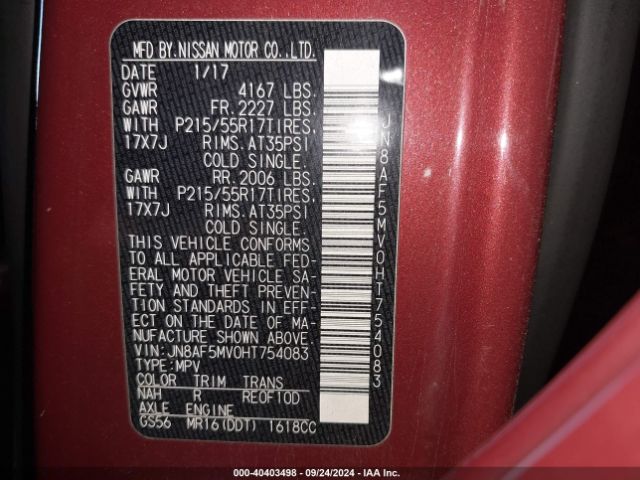 MFD BY NISSAN MOTOR CO.,LTD.
DATE 1/17
GVWR 4167 LBS.
GAWR FR. 2227 LBS.
WITH P215/55R17TIRES,
17X7J RIMS. AT35PSI
COLD SINGLE.
GAWR RR. 2006 LBS.
WITH P215/55R17TIRES,
17X7J RIMS. AT35PSI
COLD SINGLE.
THIS VEHICLE CONFORMS
TO ALL APPLICABLE FED-
ERAL MOTOR VEHICLE SA-
FETY AND THEFT PREVEN-
TION STANDARDS IN EFF-
ECT ON THE DATE OF MA-
NUFACTURE SHOWN ABOVE.
VIN:JN8AF5MV0HT754083
TYPE:MPV
COLOR TRIM TRANS
NAH R RE0F10D
AXLE ENGINE
GS56 MR16(DDT) 1618CC
JN8AF5MV0HT754083
000-40403498 - 09/24/2024 - IAA Inc.